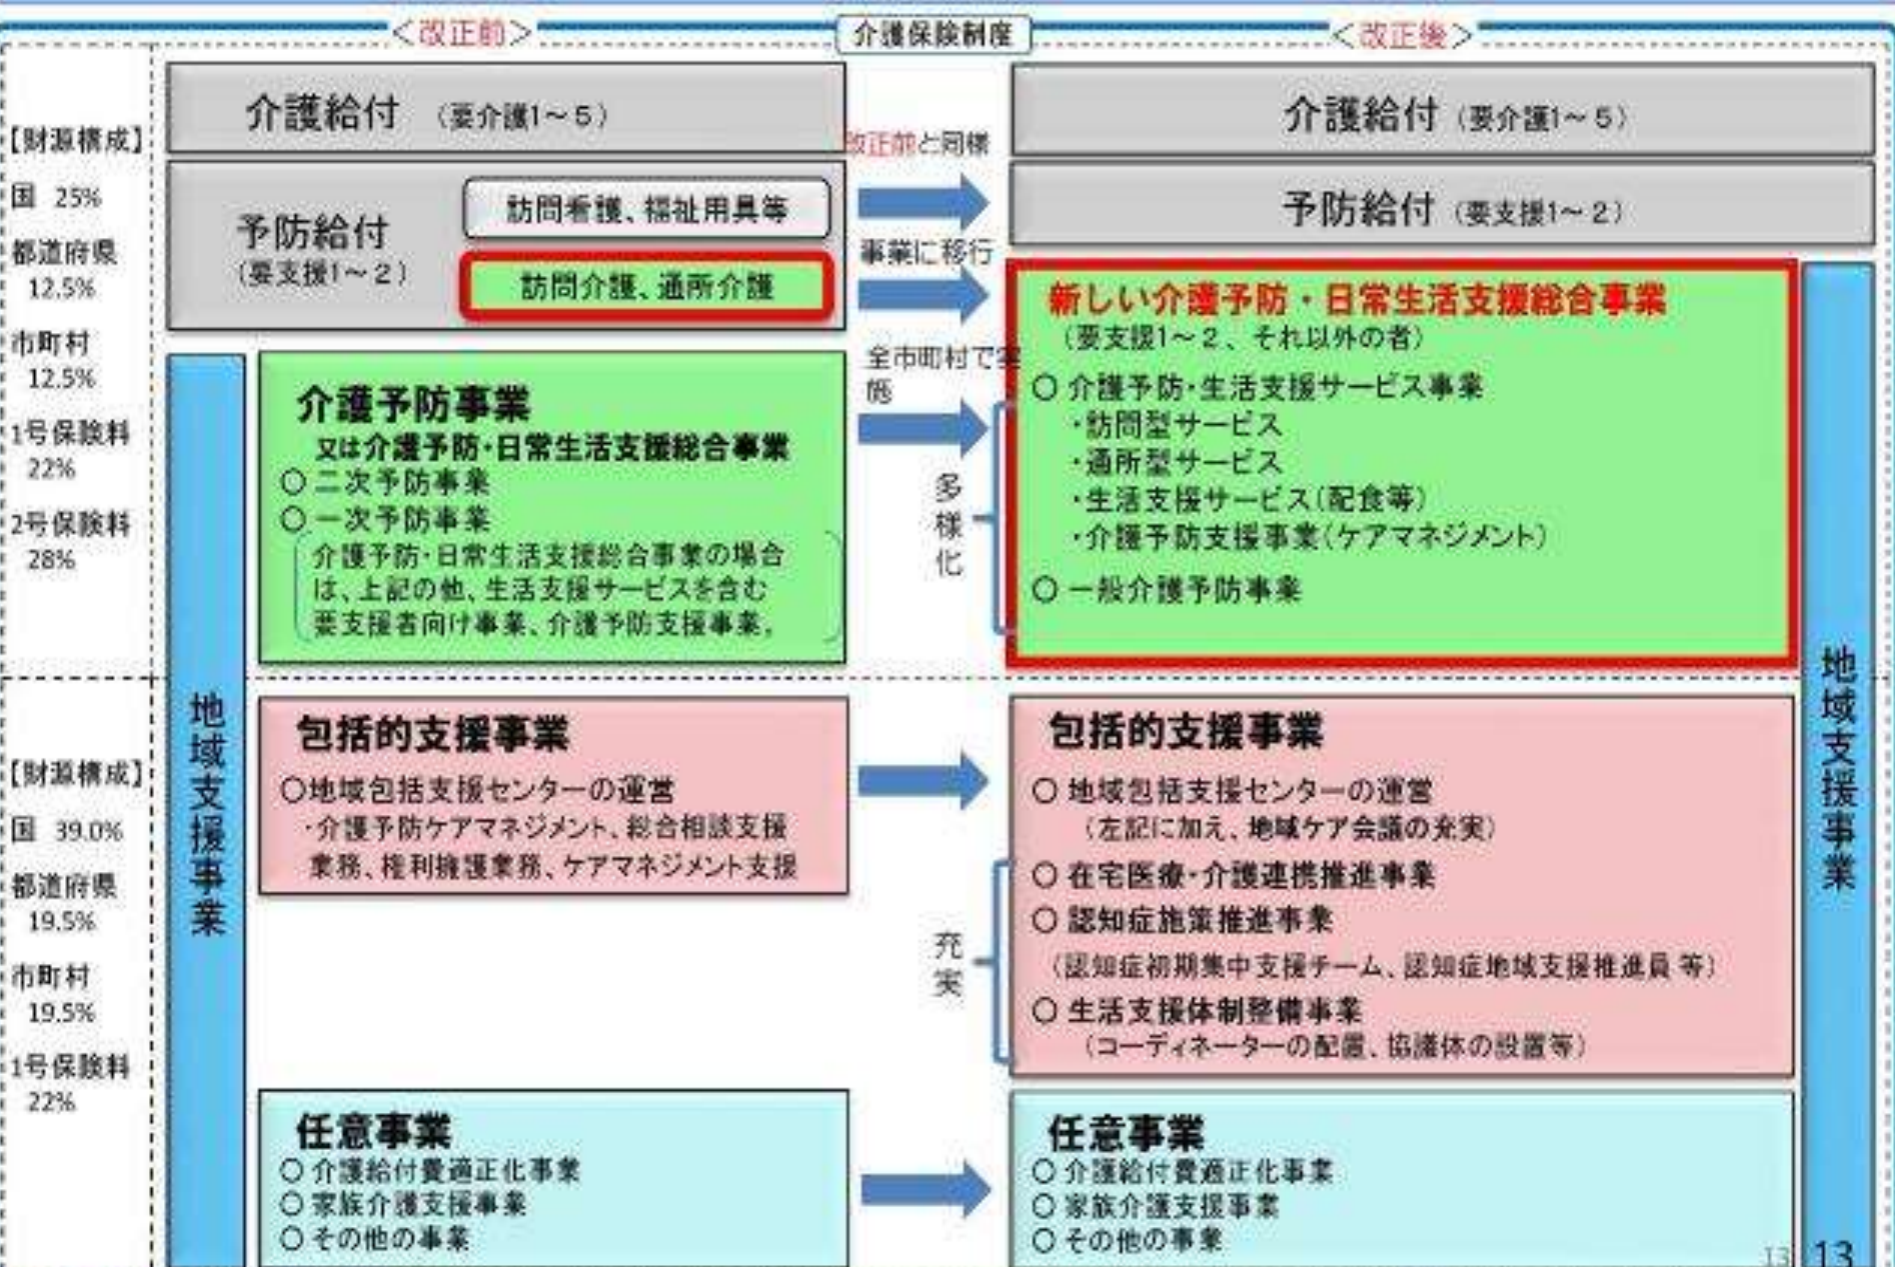 ＜改正前＞
介護保険制度
＜改正後＞
【財源構成】
国 25%
都道府県
12.5%
市町村
12.5%
1号保険料
22%
2号保険料
28%
【財源構成】
国 39.0%
都道府県
19.5%
市町村
19.5%
1号保険料
22%
介護給付 （要介護1～5）
予防給付
（要支援1～2）
訪問看護、福祉用具等
訪問介護、通所介護
地域支援事業
介護予防事業
又は介護予防・日常生活支援総合事業
○ 二次予防事業
○ 一次予防事業
介護予防・日常生活支援総合事業の場合
は、上記の他、生活支援サービスを含む
要支援者向け事業、介護予防支援事業。
包括的支援事業
○地域包括支援センターの運営
・介護予防ケアマネジメント、総合相談支援
業務、権利擁護業務、ケアマネジメント支援
任意事業
○ 介護給付費適正化事業
○ 家族介護支援事業
○ その他の事業
改正前と同様
事業に移行
全市町村で実
施
多様化
充実
介護給付 （要介護1～5）
予防給付 （要支援1～2）
新しい介護予防・日常生活支援総合事業
（要支援1～2、それ以外の者）
○ 介護予防・生活支援サービス事業
・訪問型サービス
・通所型サービス
・生活支援サービス（配食等）
・介護予防支援事業（ケアマネジメント）
○ 一般介護予防事業
包括的支援事業
○ 地域包括支援センターの運営
（左記に加え、地域ケア会議の充実）
○ 在宅医療・介護連携推進事業
○ 認知症施策推進事業
（認知症初期集中支援チーム、認知症地域支援推進員 等）
○ 生活支援体制整備事業
（コーディネーターの配置、協議体の設置等）
任意事業
○ 介護給付費適正化事業
○ 家族介護支援事業
○ その他の事業
地域支援事業
13
13